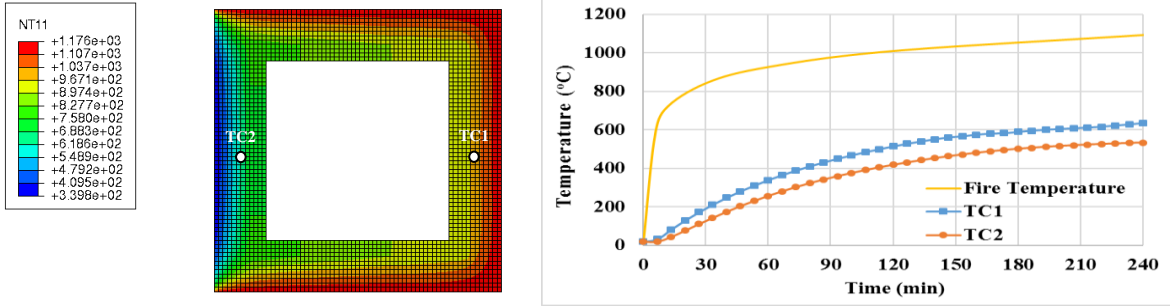 NT11
+1.176e+03
+1.107e+03
+1.037e+03
+9.671e+02
+8.974e+02
+8.277e+02
+7.580e+02
+6.883e+02
+6.186e+02
+5.489e+02
+4.792e+02
+4.095e+02
+3.398e+02
TC2
TC1
1200
1000
800
600
400
200
0
Temperature (°C)
Fire Temperature
TC1
TC2
0 30 60 90 120 150 180 210 240
Time (min)